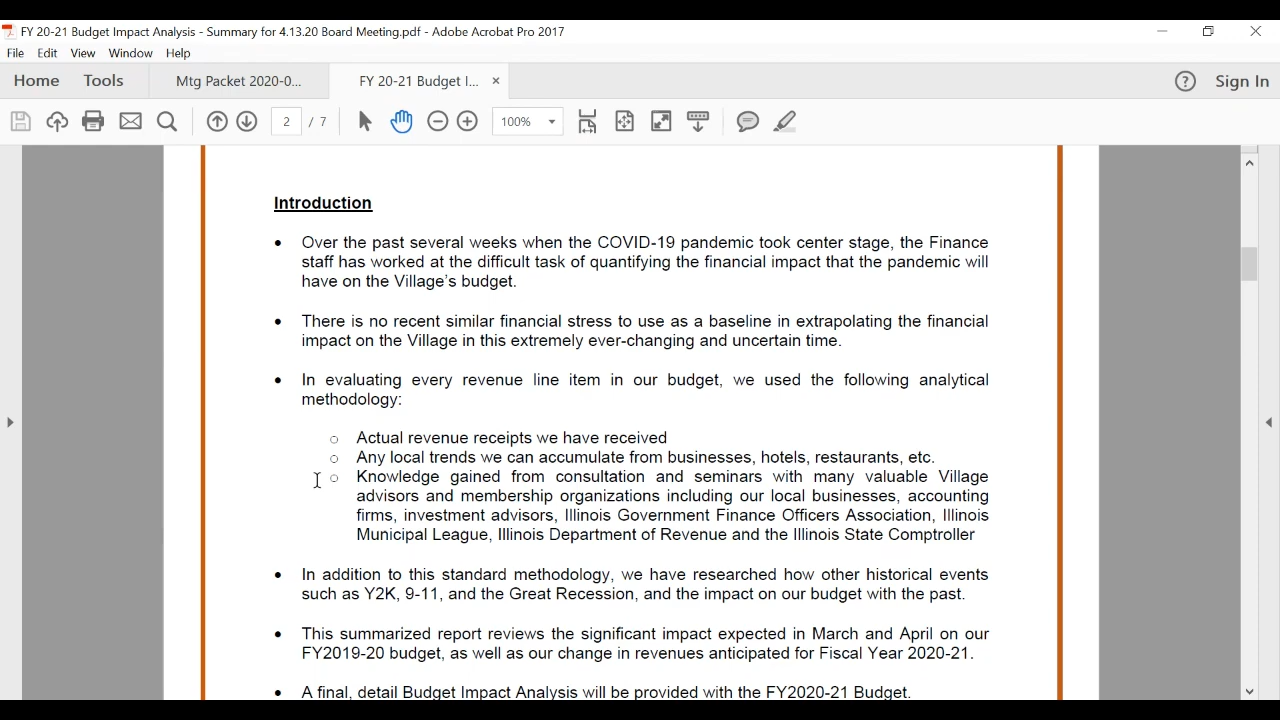 FY 20-21 Budget Impact Analysis - Summary for 4.13.20 Board Meeting.pdf - Adobe Acrobat Pro 2017
File Edit View Window Help
Home Tools Mtg Packet 2020-0... FY 20-21 Budget I... × ? Sign In
2 / 7 100%
Introduction
• Over the past several weeks when the COVID-19 pandemic took center stage, the Finance
staff has worked at the difficult task of quantifying the financial impact that the pandemic will
have on the Village's budget.
• There is no recent similar financial stress to use as a baseline in extrapolating the financial
impact on the Village in this extremely ever-changing and uncertain time.
• In evaluating every revenue line item in our budget, we used the following analytical
methodology:
○ Actual revenue receipts we have received
○ Any local trends we can accumulate from businesses, hotels, restaurants, etc.
○ Knowledge gained from consultation and seminars with many valuable Village
advisors and membership organizations including our local businesses, accounting
firms, investment advisors, Illinois Government Finance Officers Association, Illinois
Municipal League, Illinois Department of Revenue and the Illinois State Comptroller
• In addition to this standard methodology, we have researched how other historical events
such as Y2K, 9-11, and the Great Recession, and the impact on our budget with the past.
• This summarized report reviews the significant impact expected in March and April on our
FY2019-20 budget, as well as our change in revenues anticipated for Fiscal Year 2020-21.
• A final, detail Budget Impact Analysis will be provided with the FY2020-21 Budget.